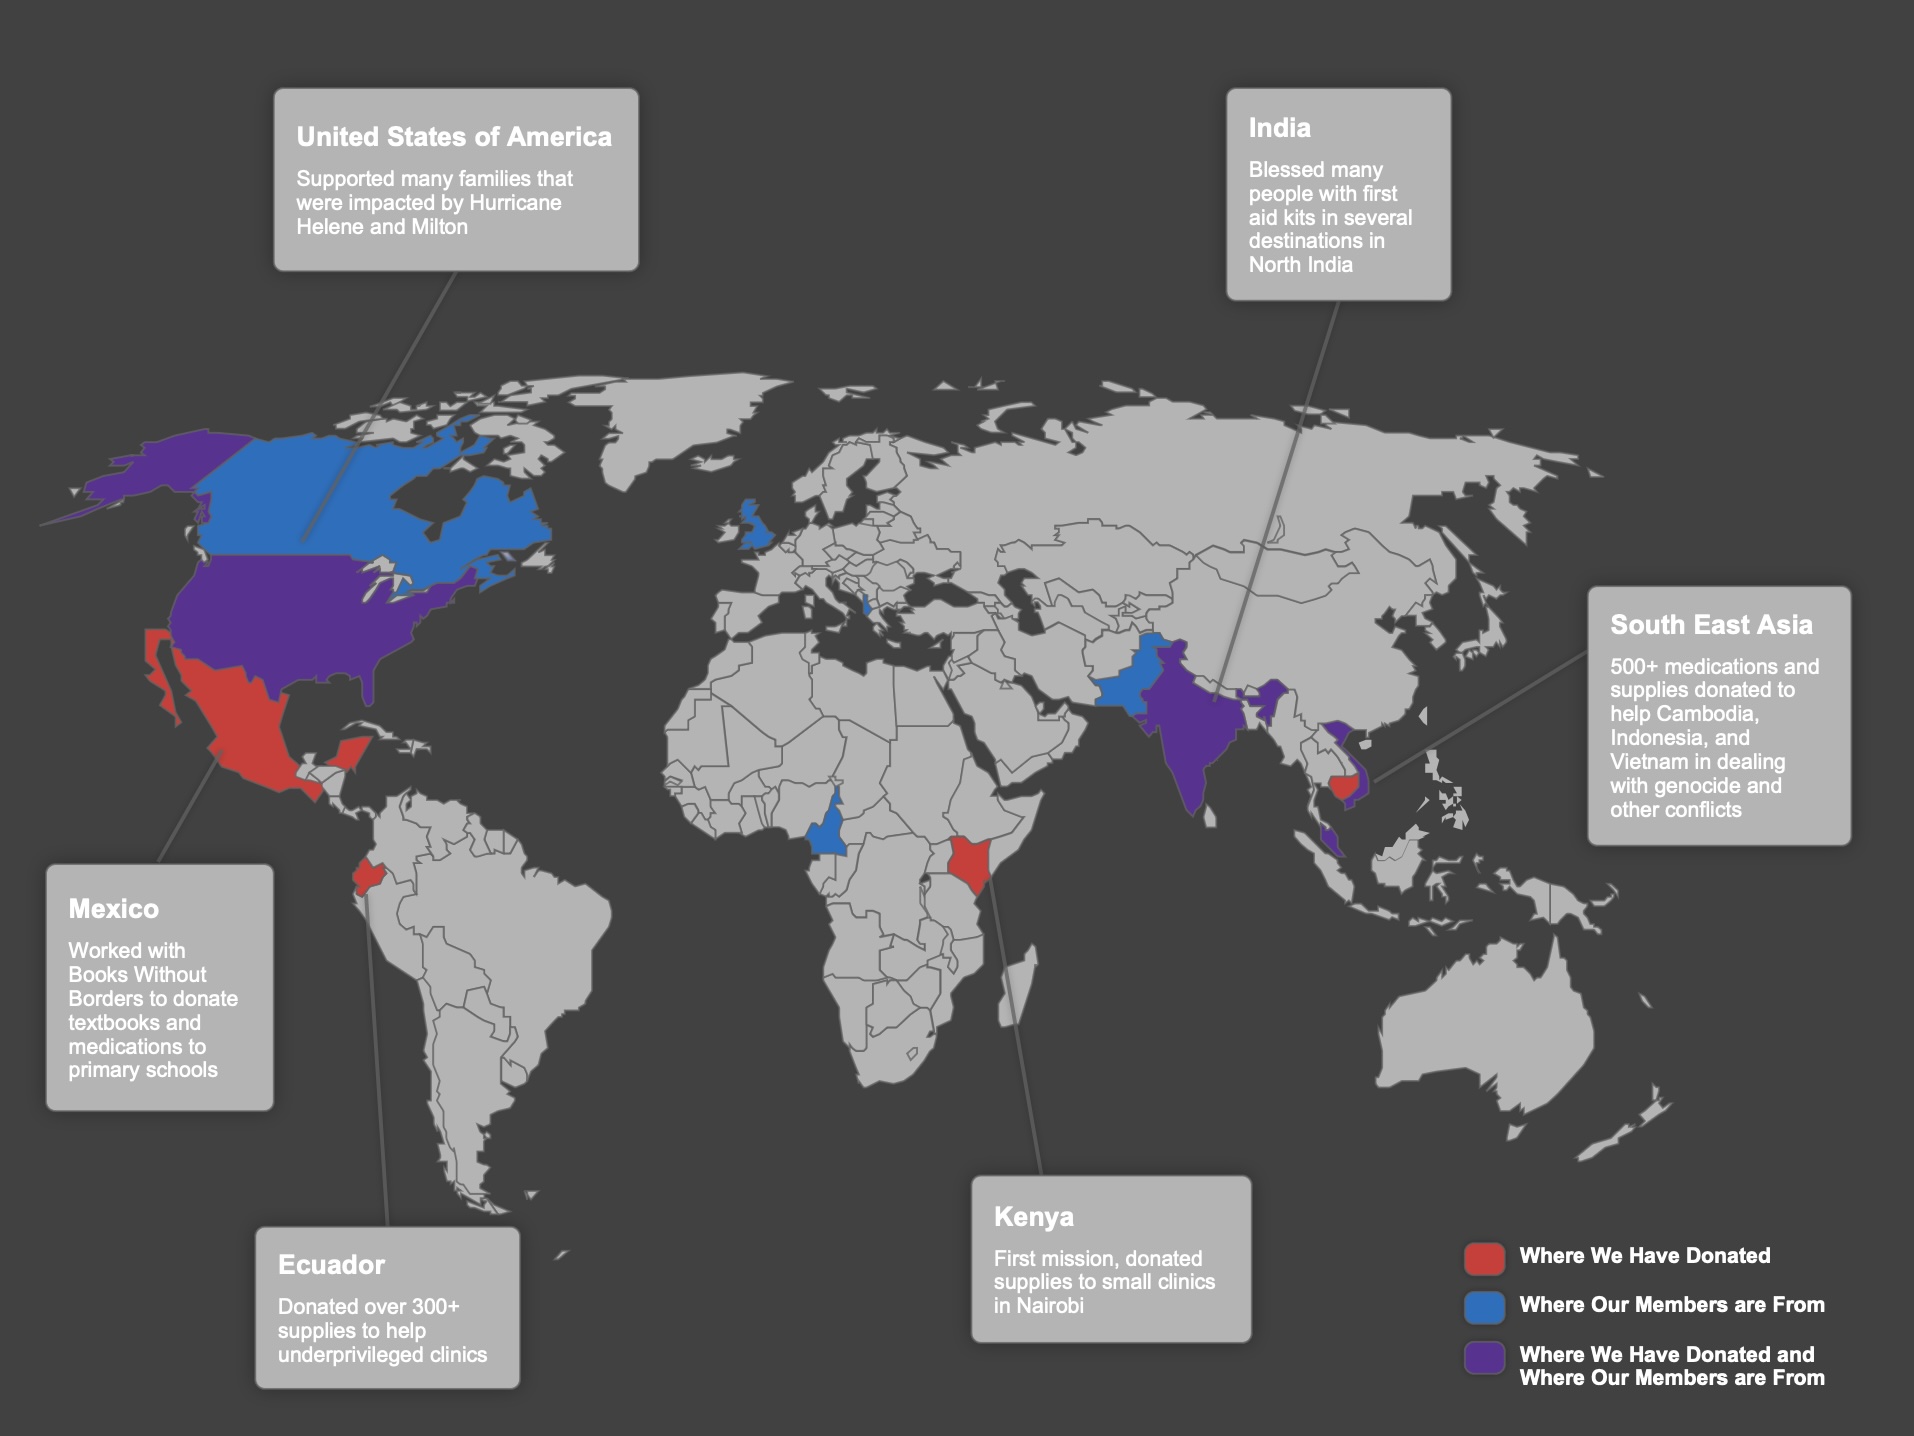 United States of America
Supported many families that
were impacted by Hurricane
Helene and Milton
India
Blessed many
people with first
aid kits in several
destinations in
North India
South East Asia
500+ medications and
supplies donated to
help Cambodia,
Indonesia, and
Vietnam in dealing
with genocide and
other conflicts
Mexico
Worked with
Books Without
Borders to donate
textbooks and
medications to
primary schools
Ecuador
Donated over 300+
supplies to help
underprivileged clinics
Kenya
First mission, donated
supplies to small clinics
in Nairobi
Where We Have Donated
Where Our Members are From
Where We Have Donated and
Where Our Members are From